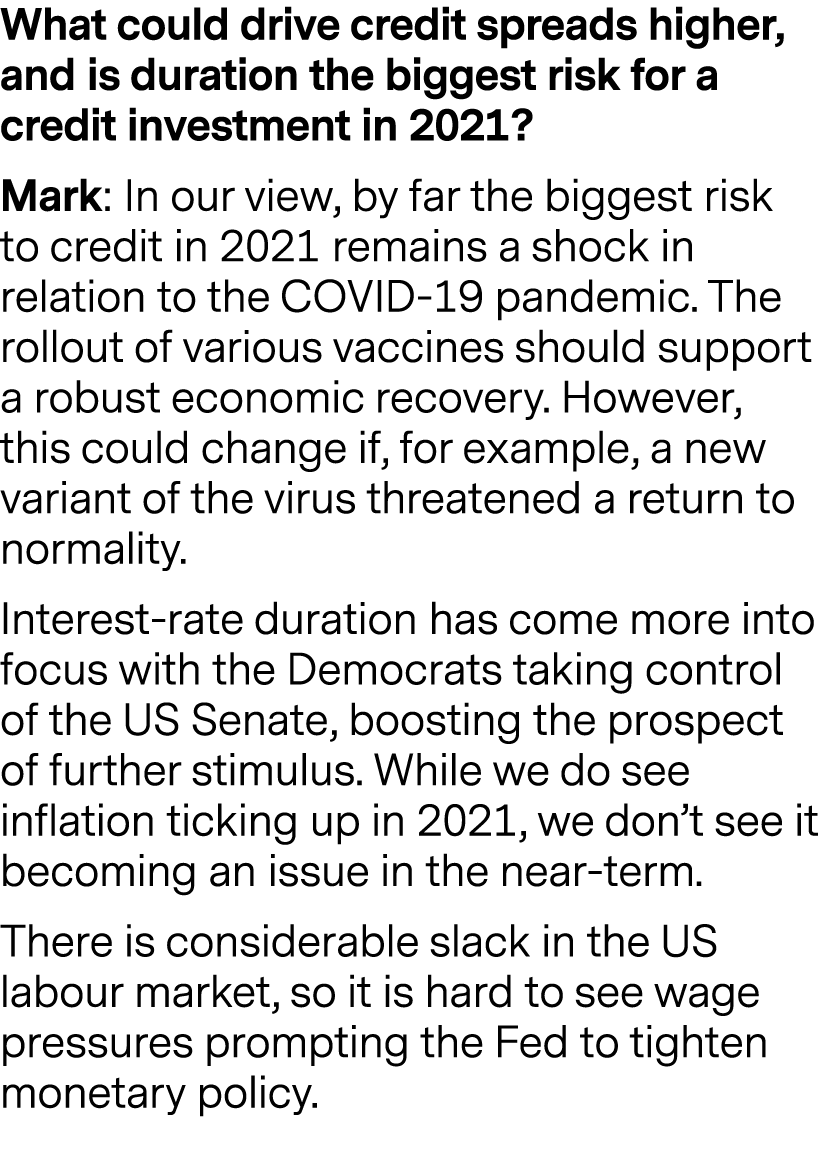 What could drive credit spreads higher,
and is duration the biggest risk for a
credit investment in 2021?
Mark: In our view, by far the biggest risk
to credit in 2021 remains a shock in
relation to the COVID-19 pandemic. The
rollout of various vaccines should support
a robust economic recovery. However,
this could change if, for example, a new
variant of the virus threatened a return to
normality.
Interest-rate duration has come more into
focus with the Democrats taking control
of the US Senate, boosting the prospect
of further stimulus. While we do see
inflation ticking up in 2021, we don’t see it
becoming an issue in the near-term.
There is considerable slack in the US
labour market, so it is hard to see wage
pressures prompting the Fed to tighten
monetary policy.